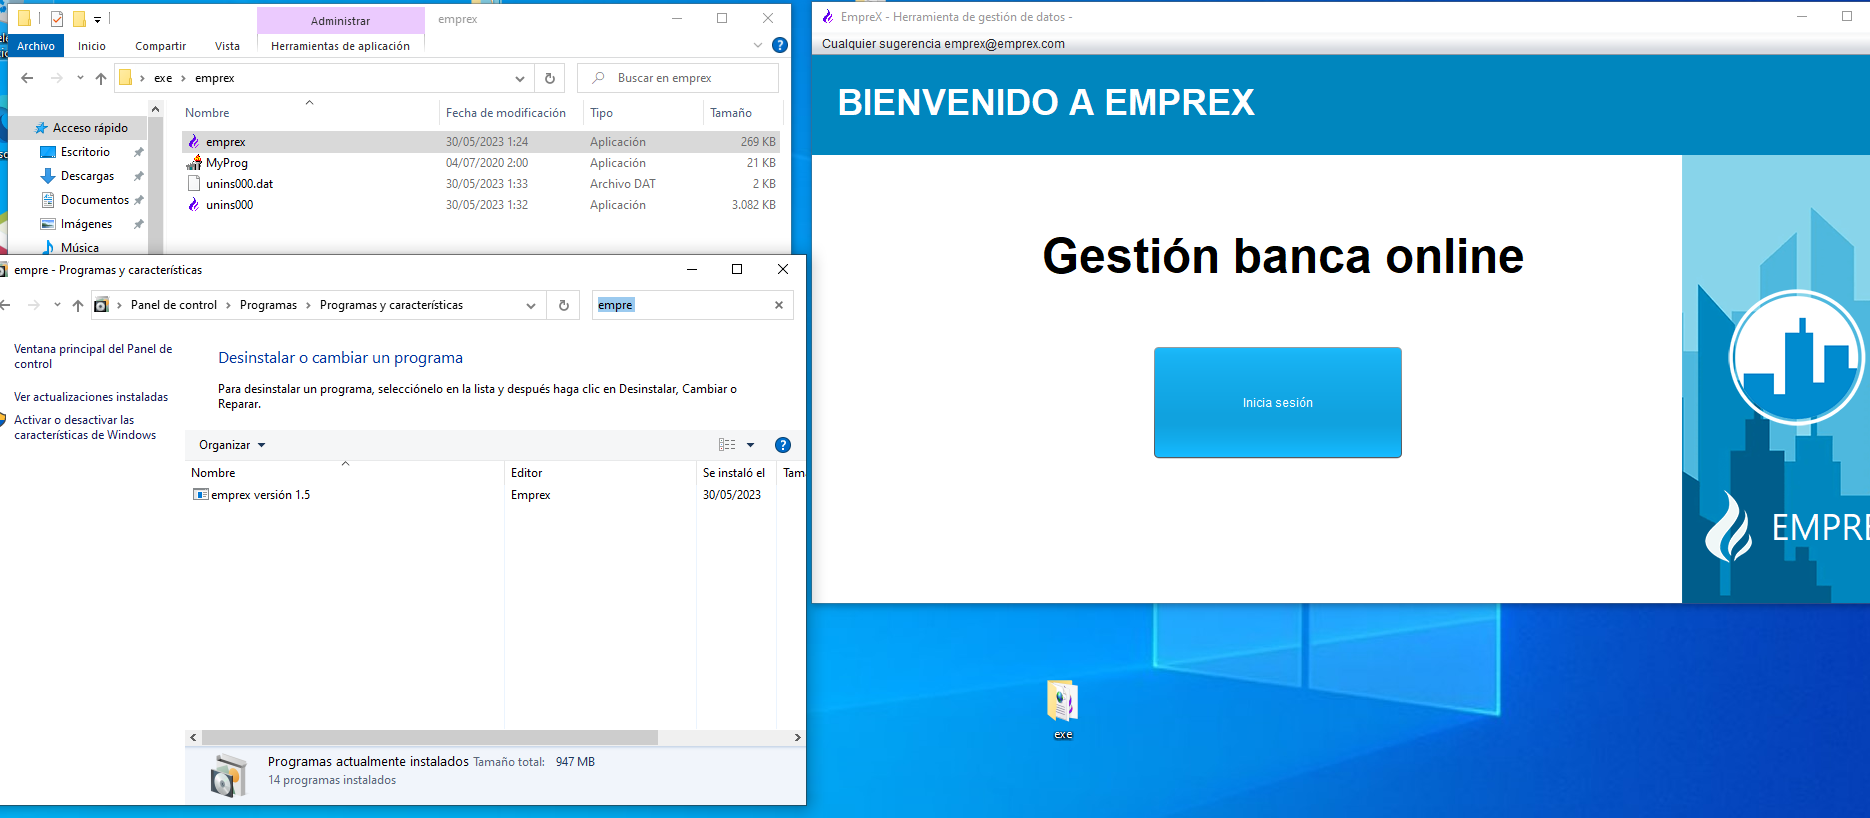 Administrar
emprex
Archivo
Inicio
Compartir
Vista
Herramientas de aplicación
exe
emprex
Buscar en emprex
Nombre
Fecha de modificación
Tipo
Tamaño
Acceso rápido
Escritorio
Descargas
Documentos
Imágenes
Música
emprex 30/05/2023 1:24 Aplicación 269 KB
MyProg 04/07/2020 2:00 Aplicación 21 KB
unins000.dat 30/05/2023 1:33 Archivo DAT 2 KB
unins000 30/05/2023 1:32 Aplicación 3.082 KB
empre - Programas y características
Panel de control > Programas > Programas y características
empre
Ventana principal del Panel de
control
Ver actualizaciones instaladas
Activar o desactivar las
características de Windows
Desinstalar o cambiar un programa
Para desinstalar un programa, selecciónelo en la lista y después haga clic en Desinstalar, Cambiar o
Reparar.
Organizar
Nombre Editor Se instaló el Tam
emprex versión 1.5 Emprex 30/05/2023
Programas actualmente instalados Tamaño total: 947 MB
14 programas instalados
EmpreX - Herramienta de gestión de datos -
Cualquier sugerencia emprex@emprex.com
BIENVENIDO A EMPREX
Gestión banca online
Inicia sesión
EMPRE
exe